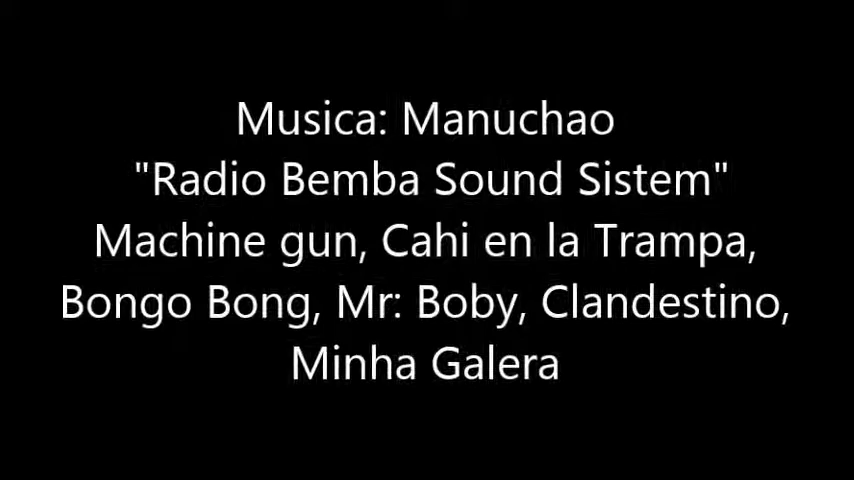 Musica: Manuchao
"Radio Bemba Sound Sistem"
Machine gun, Cahi en la Trampa,
Bongo Bong, Mr: Boby, Clandestino,
Minha Galera